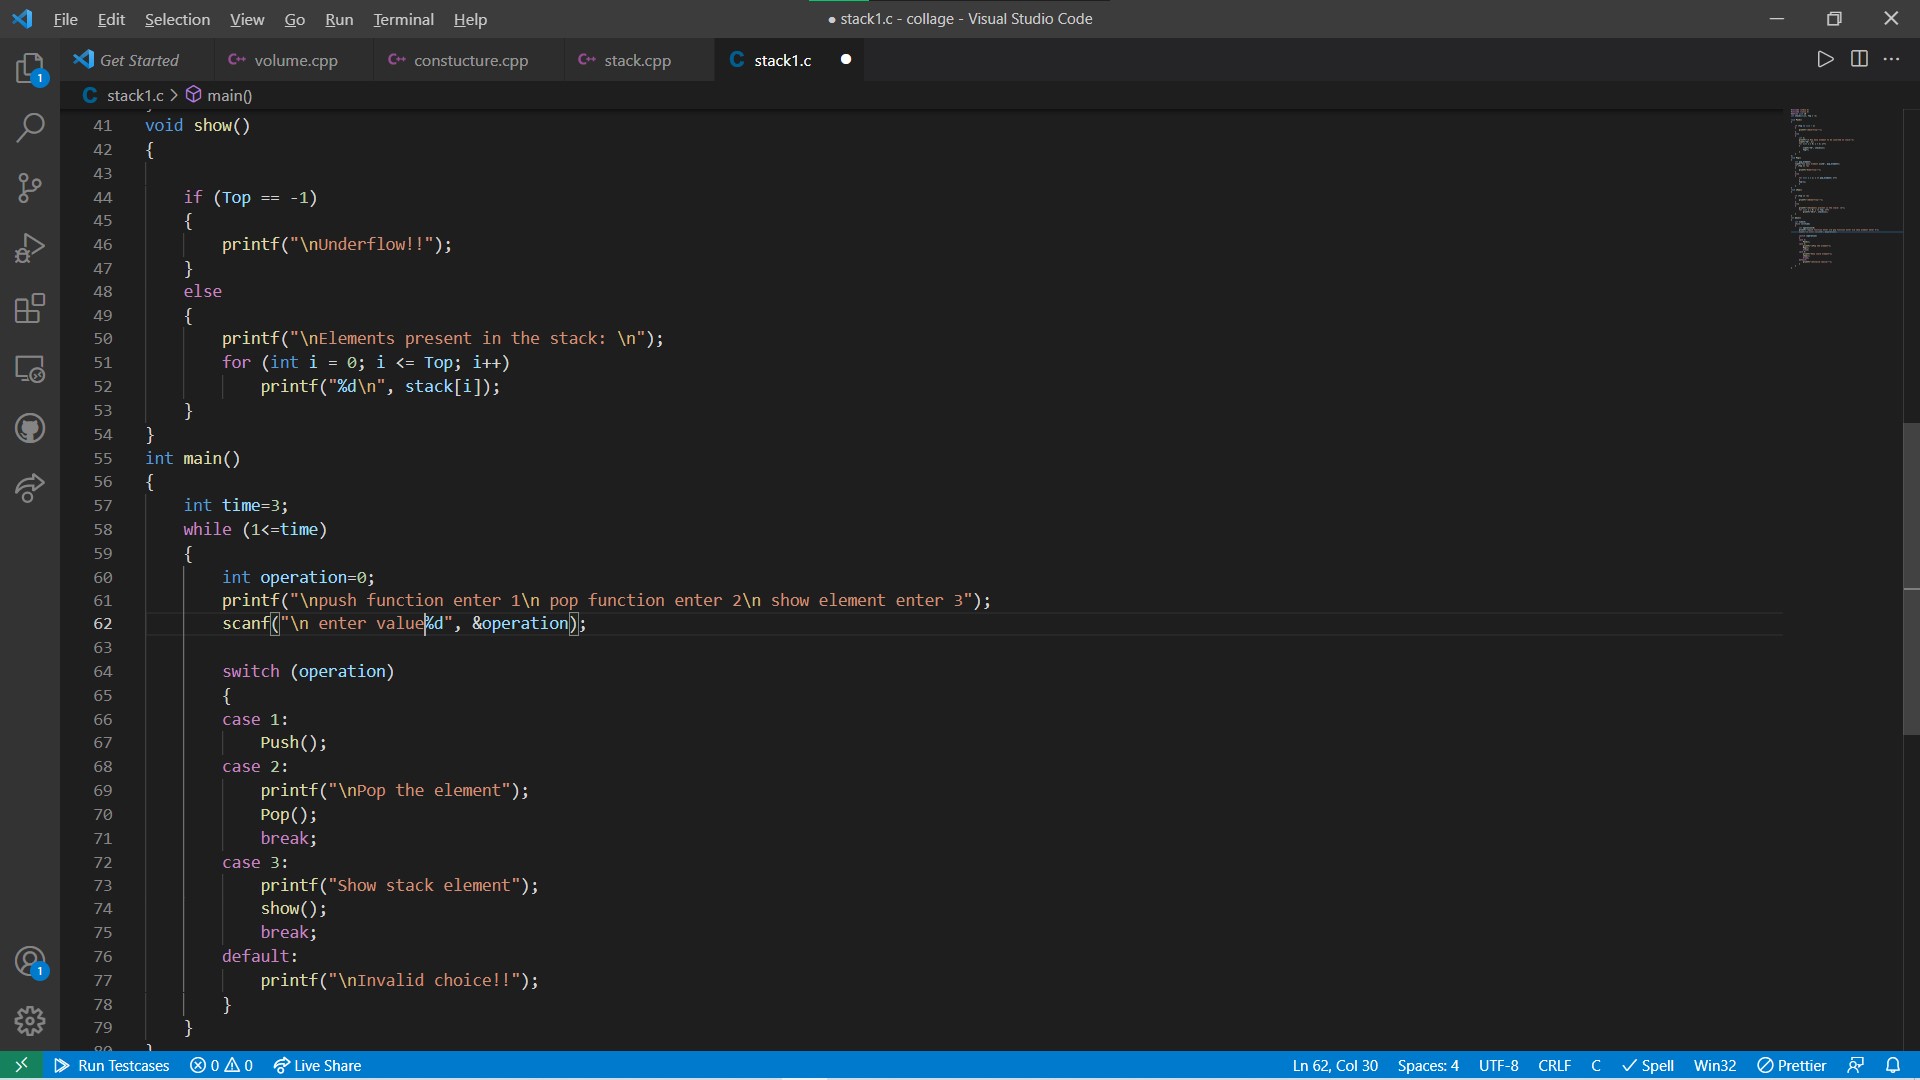 File Edit Selection View Go Run Terminal Help
● stack1.c - collage - Visual Studio Code
Get Started
C++ volume.cpp
C++ constucture.cpp
C++ stack.cpp
C stack1.c ●
C stack1.c > main()
41 void show()
42 {
43
44 if (Top == -1)
45 {
46 printf("\nUnderflow!!");
47 }
48 else
49 {
50 printf("\nElements present in the stack: \n");
51 for (int i = 0; i <= Top; i++)
52 printf("%d\n", stack[i]);
53 }
54 }
55 int main()
56 {
57 int time=3;
58 while (1<=time)
59 {
60 int operation=0;
61 printf("\npush function enter 1\n pop function enter 2\n show element enter 3");
62 scanf("\n enter value%d", &operation);
63
64 switch (operation)
65 {
66 case 1:
67 Push();
68 case 2:
69 printf("\nPop the element");
70 Pop();
71 break;
72 case 3:
73 printf("Show stack element");
74 show();
75 break;
76 default:
77 printf("\nInvalid choice!!");
78 }
79 }
1
1
Run Testcases 0 0 Live Share
Ln 62, Col 30 Spaces: 4 UTF-8 CRLF C Spell Win32 Prettier